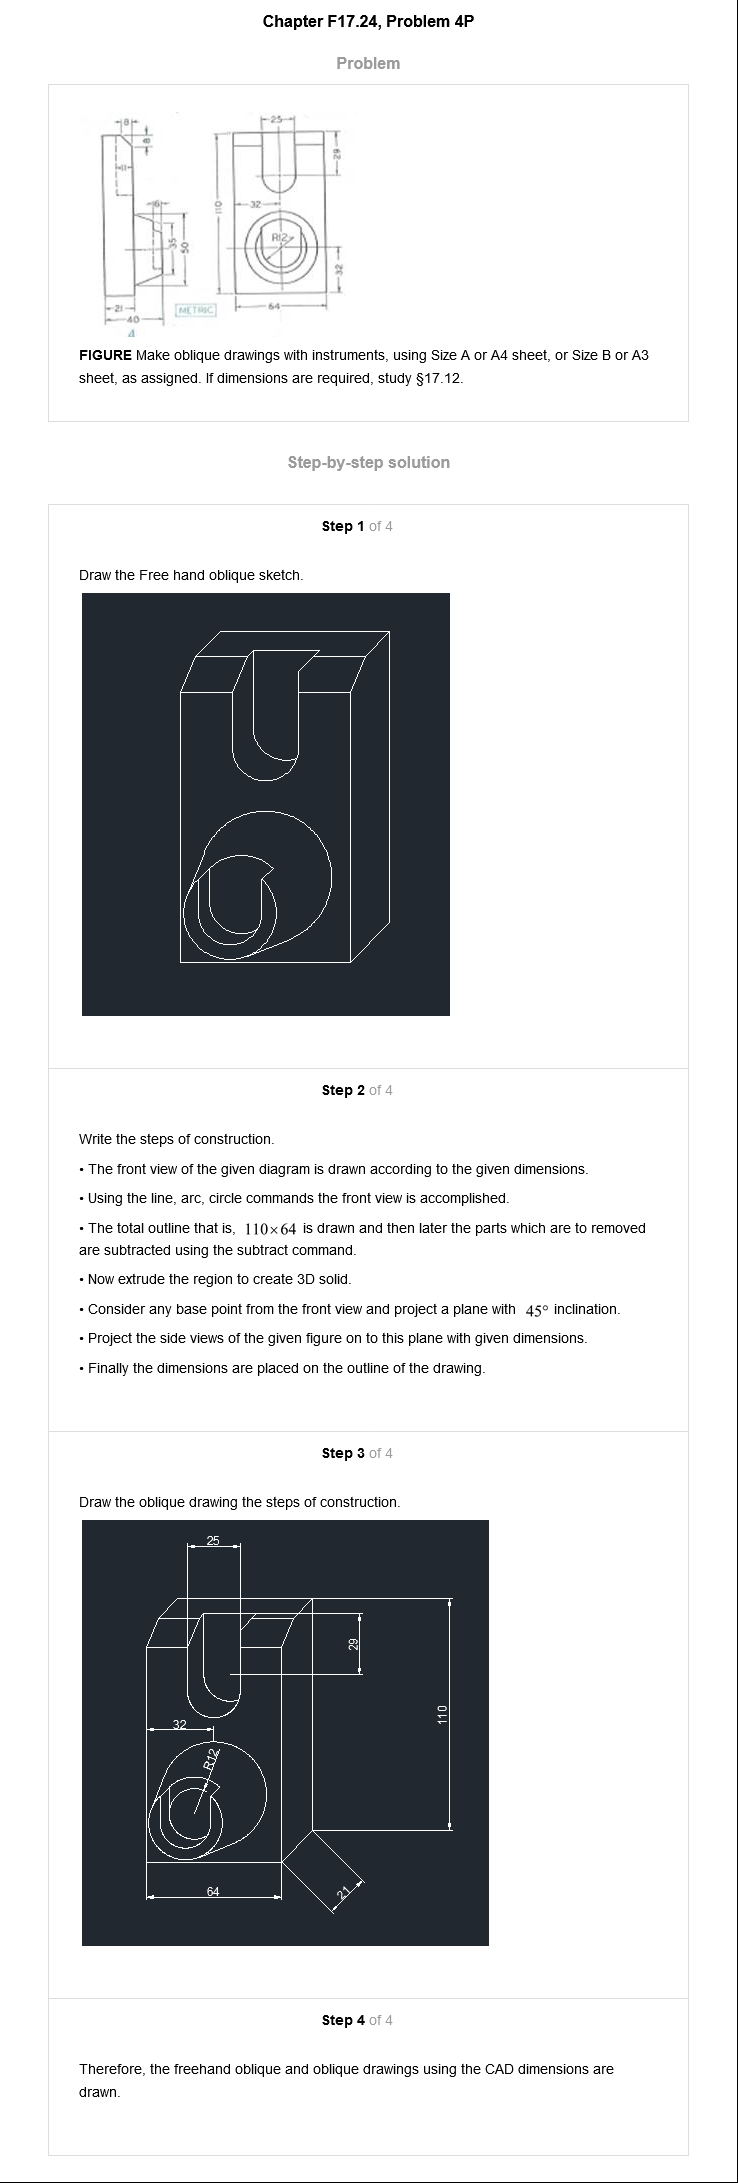 Chapter F17.24, Problem 4P
Problem
8
8
11
6
35
50
21
40
4
METRIC
25
29
110
32
R12
32
64
FIGURE Make oblique drawings with instruments, using Size A or A4 sheet, or Size B or A3
sheet, as assigned. If dimensions are required, study §17.12.
Step-by-step solution
Step 1 of 4
Draw the Free hand oblique sketch.
Step 2 of 4
Write the steps of construction.
• The front view of the given diagram is drawn according to the given dimensions.
• Using the line, arc, circle commands the front view is accomplished.
• The total outline that is, 110×64 is drawn and then later the parts which are to removed
are subtracted using the subtract command.
• Now extrude the region to create 3D solid.
• Consider any base point from the front view and project a plane with 45° inclination.
• Project the side views of the given figure on to this plane with given dimensions.
• Finally the dimensions are placed on the outline of the drawing.
Step 3 of 4
Draw the oblique drawing the steps of construction.
25
29
110
32
R12
64
21
Step 4 of 4
Therefore, the freehand oblique and oblique drawings using the CAD dimensions are
drawn.